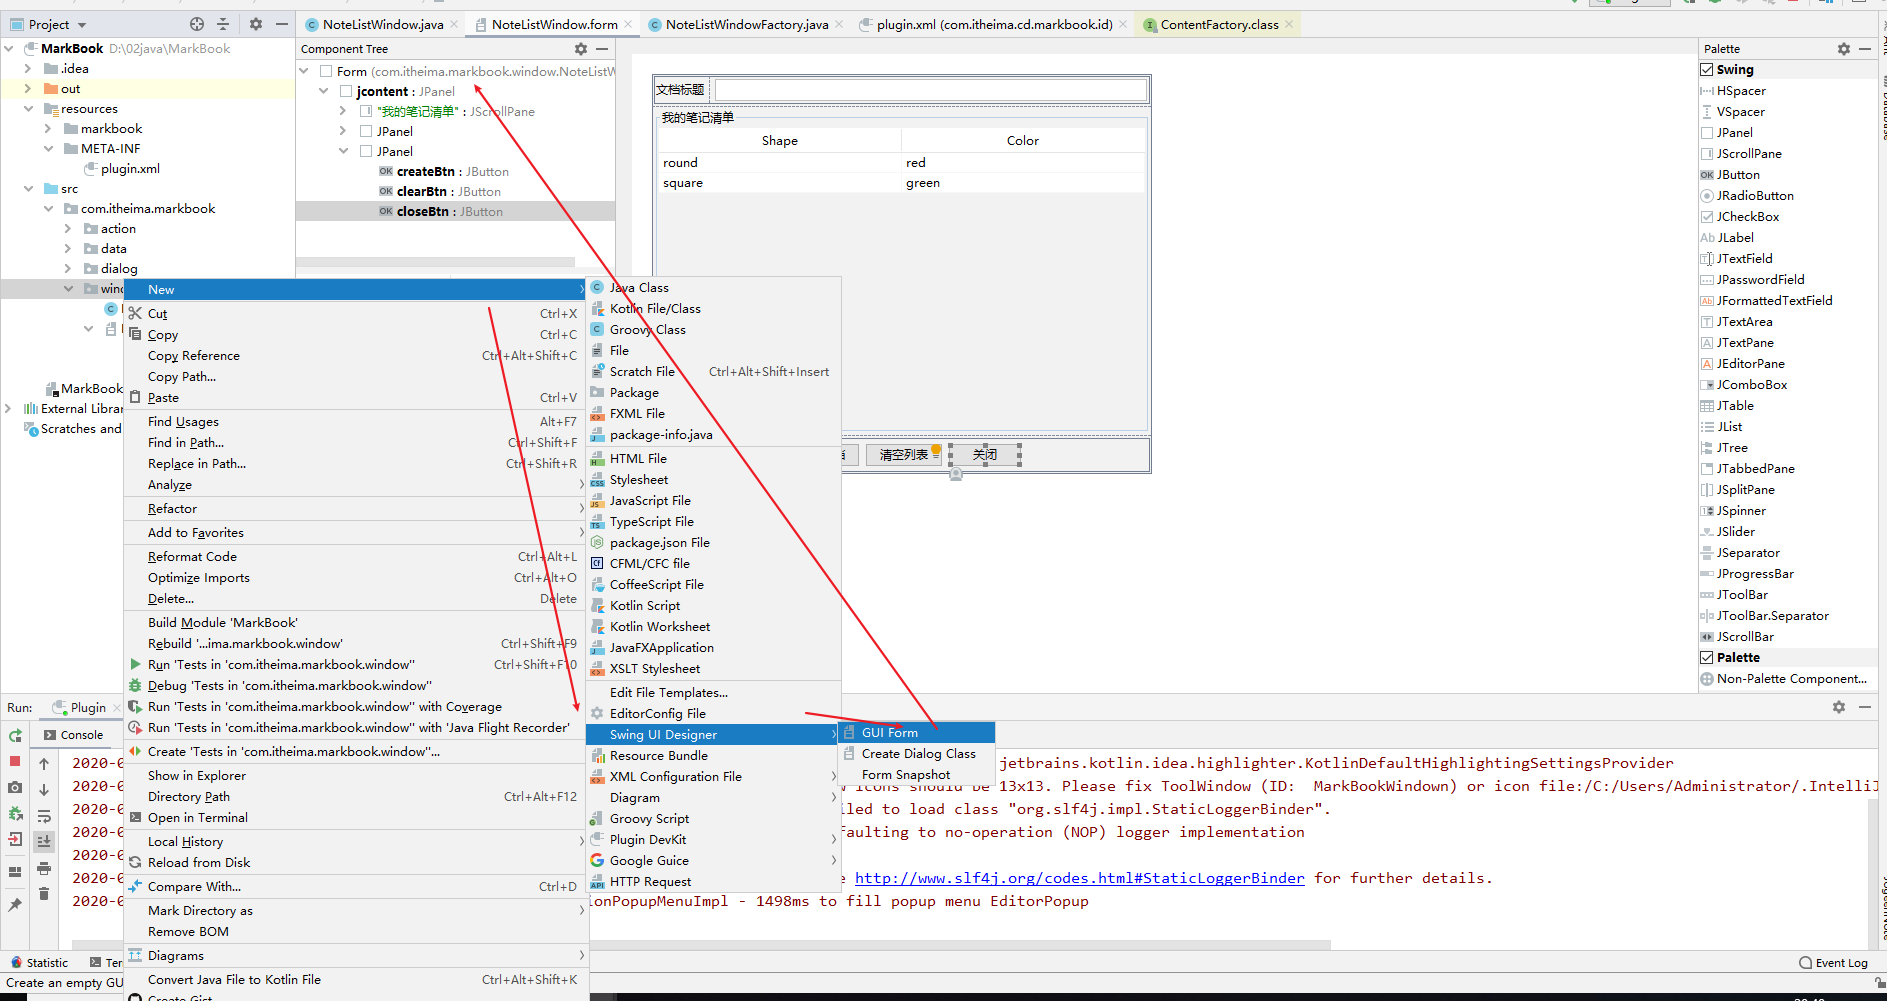 Project
NoteListWindow.java
NoteListWindow.form
NoteListWindowFactory.java
plugin.xml (com.itheima.cd.markbook.id)
ContentFactory.class
MarkBook D:\02java\MarkBook
.idea
out
resources
markbook
META-INF
plugin.xml
src
com.itheima.markbook
action
data
dialog
MarkBook
Scratches and
Component Tree
Form (com.itheima.markbook.window.NoteListW
jcontent : JPanel
"我的笔记清单" : JScrollPane
JPanel
JPanel
createBtn : JButton
clearBtn : JButton
closeBtn : JButton
文档标题
我的笔记清单
Shape Color
round red
square green
清空列表
关闭
Palette
Swing
HSpacer
VSpacer
JPanel
JScrollPane
JButton
JRadioButton
JCheckBox
JLabel
JTextField
JPasswordField
JFormattedTextField
JTextArea
JTextPane
JEditorPane
JComboBox
JTable
JList
JTree
JTabbedPane
JSplitPane
JSpinner
JSlider
JSeparator
JProgressBar
JToolBar
JToolBar.Separator
JScrollBar
Palette
Non-Palette Component...
New
Cut Ctrl+X
Copy Ctrl+C
Copy Reference Ctrl+Alt+Shift+C
Copy Path...
Paste Ctrl+V
Find Usages Alt+F7
Find in Path... Ctrl+Shift+F
Replace in Path... Ctrl+Shift+R
Analyze
Refactor
Add to Favorites
Reformat Code Ctrl+Alt+L
Optimize Imports Ctrl+Alt+O
Delete... Delete
Build Module 'MarkBook'
Rebuild '...ima.markbook.window' Ctrl+Shift+F9
Run 'Tests in 'com.itheima.markbook.window'' Ctrl+Shift+F10
Debug 'Tests in 'com.itheima.markbook.window''
Run 'Tests in 'com.itheima.markbook.window'' with Coverage
Run 'Tests in 'com.itheima.markbook.window'' with 'Java Flight Recorder'
Create 'Tests in 'com.itheima.markbook.window''...
Show in Explorer
Directory Path Ctrl+Alt+F12
Open in Terminal
Local History
Reload from Disk
Compare With... Ctrl+D
Mark Directory as
Remove BOM
Diagrams
Convert Java File to Kotlin File Ctrl+Alt+Shift+K
Create Gist
Java Class
Kotlin File/Class
Groovy Class
File
Scratch File Ctrl+Alt+Shift+Insert
Package
FXML File
package-info.java
HTML File
Stylesheet
JavaScript File
TypeScript File
package.json File
CFML/CFC file
CoffeeScript File
Kotlin Script
Kotlin Worksheet
JavaFXApplication
XSLT Stylesheet
Edit File Templates...
EditorConfig File
Swing UI Designer
Resource Bundle
XML Configuration File
Diagram
Groovy Script
Plugin DevKit
Google Guice
HTTP Request
GUI Form
Create Dialog Class
Form Snapshot
Run: Plugin
Console
2020-0 jetbrains.kotlin.idea.highlighter.KotlinDefaultHighlightingSettingsProvider
2020-0 w icons should be 13x13. Please fix ToolWindow (ID: MarkBookWindown) or icon file:/C:/Users/Administrator/.IntelliJ
2020-0 led to load class "org.slf4j.impl.StaticLoggerBinder".
2020-0 faulting to no-operation (NOP) logger implementation
2020-0
2020-0 e http://www.slf4j.org/codes.html#StaticLoggerBinder for further details.
2020-0 ionPopupMenuImpl - 1498ms to fill popup menu EditorPopup
Statistic
Event Log
Create an empty GU